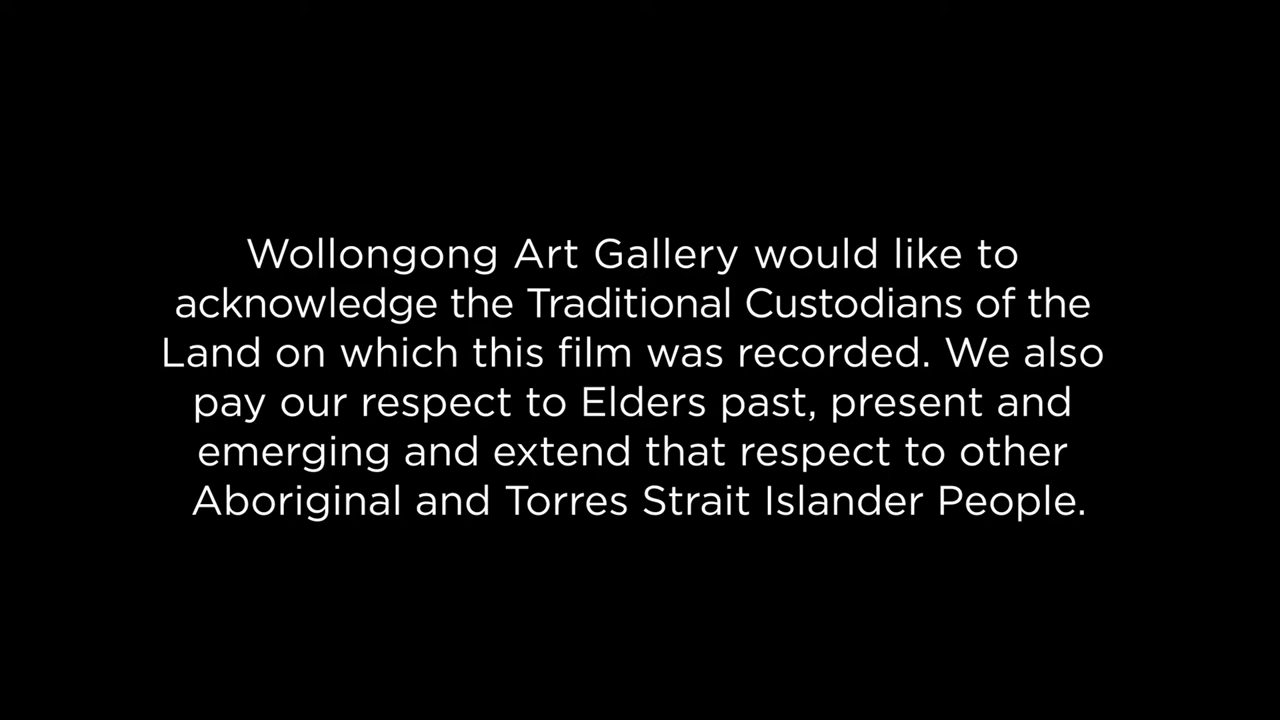 Wollongong Art Gallery would like to
acknowledge the Traditional Custodians of the
Land on which this film was recorded. We also
pay our respect to Elders past, present and
emerging and extend that respect to other
Aboriginal and Torres Strait Islander People.